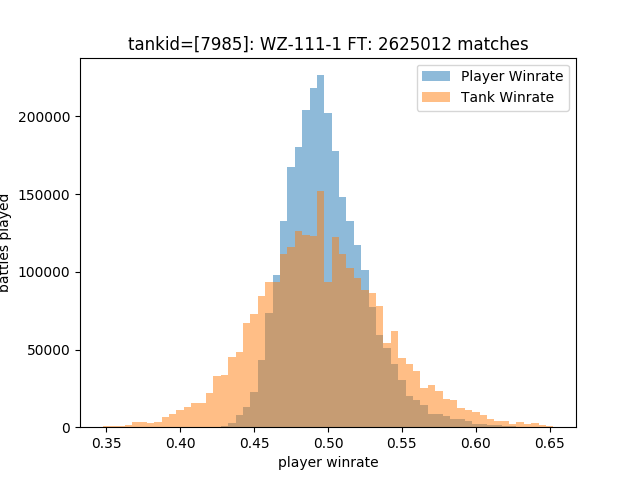 tankid=[7985]: WZ-111-1 FT: 2625012 matches
Player Winrate
Tank Winrate
battles played
200000
150000
100000
50000
0
0.35 0.40 0.45 0.50 0.55 0.60 0.65
player winrate